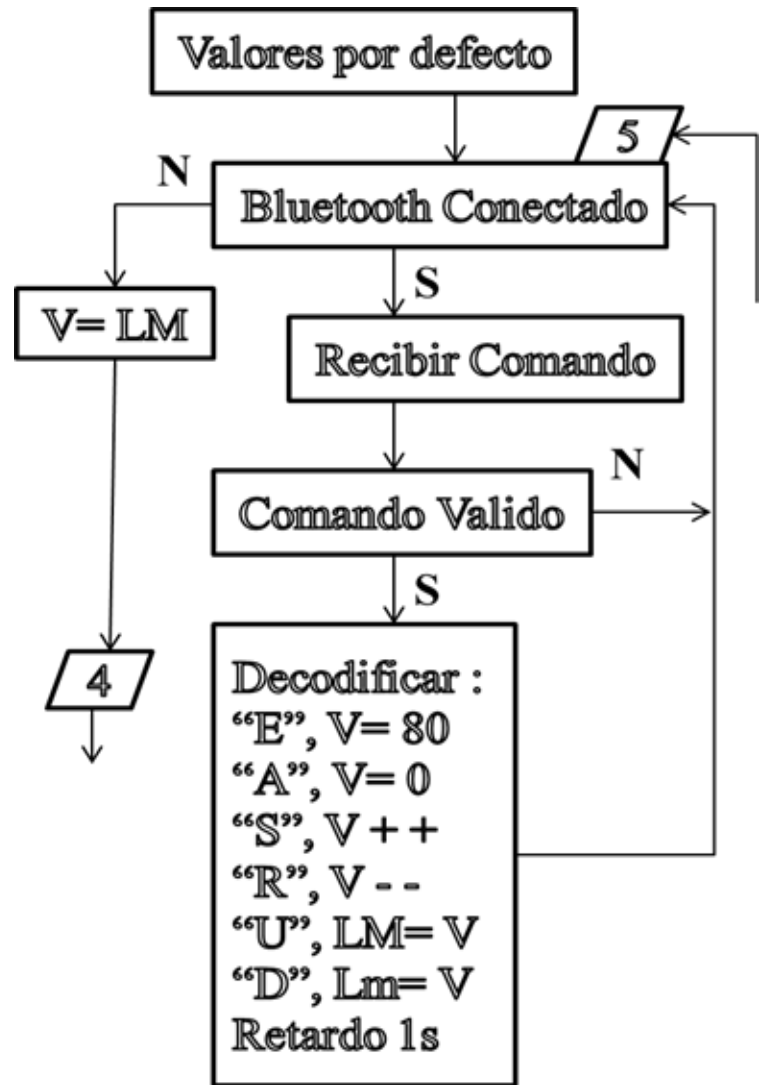 Valores por defecto
5
N
Bluetooth Conectado
S
V= LM
Recibir Comando
N
Comando Valido
S
4
Decodificar :
“E”, V= 80
“A”, V= 0
“S”, V + +
“R”, V - -
“U”, LM= V
“D”, Lm= V
Retardo 1s